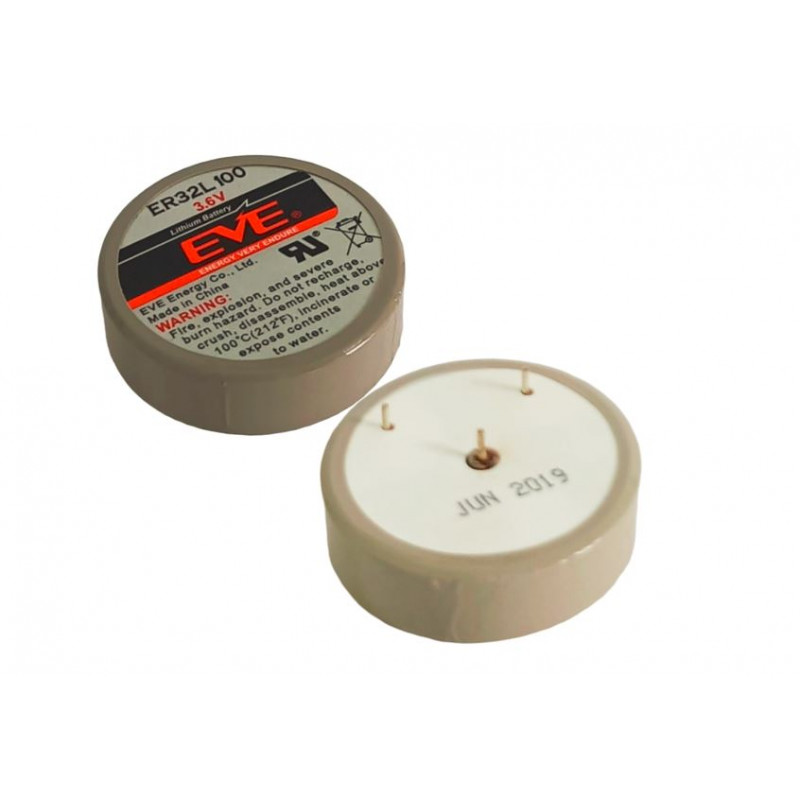 ER32L100
3.6V
Lithium Battery
EVE®
ENERGY VERY ENDURE
EVE Energy Co., Ltd.
Made in China
WARNING:
Fire, explosion, and severe
burn hazard. Do not recharge,
crush, disassemble, heat above
100°C(212°F), incinerate or
expose contents
to water.
JUN 2019